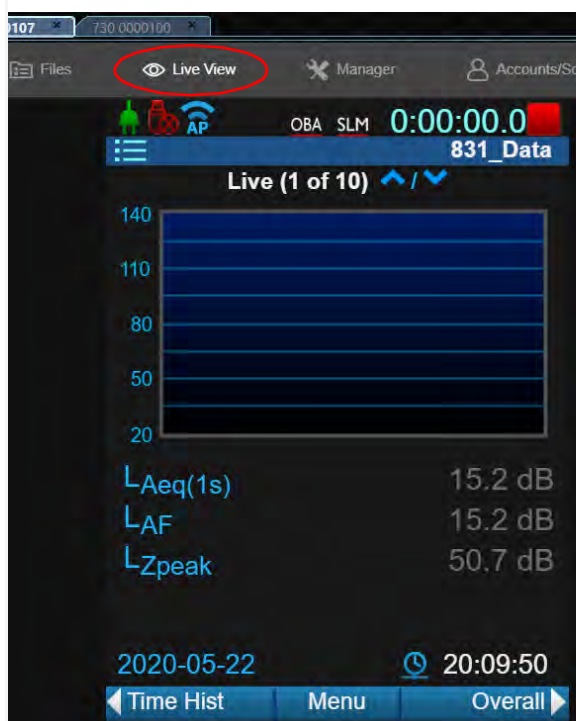 0107 × 730 0000100 ×
Files Live View Manager Accounts/Sc
AP OBA SLM 0:00:00.0
831_Data
Live (1 of 10) /
140
110
80
50
20
LAeq(1s) 15.2 dB
LAF 15.2 dB
LZpeak 50.7 dB
2020-05-22 20:09:50
Time Hist Menu Overall